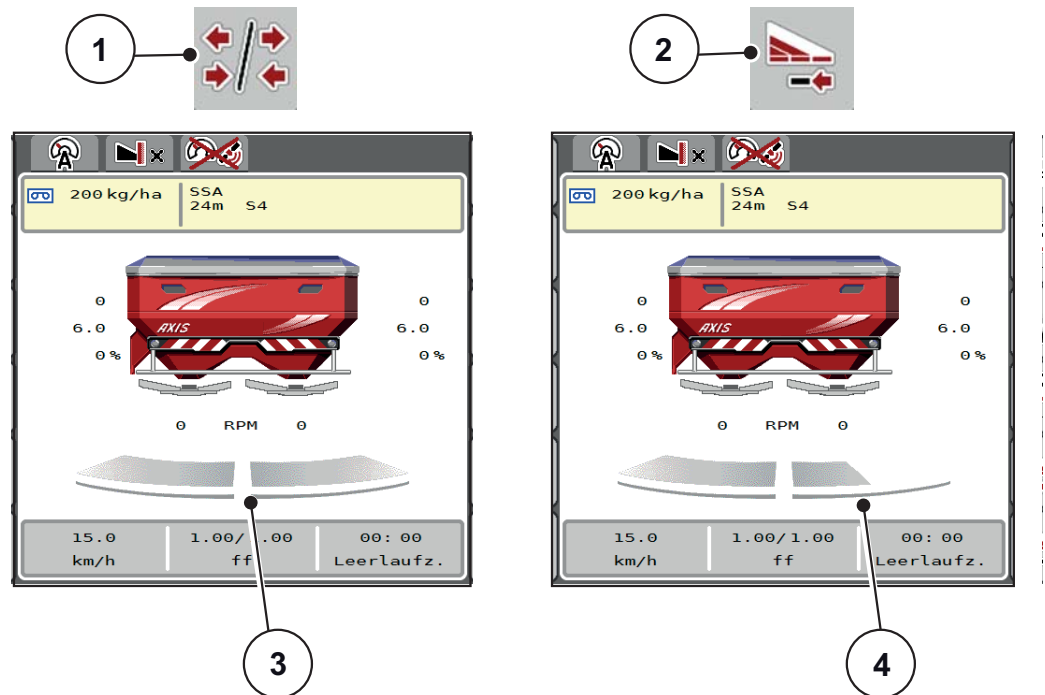 1
2
A
x
200 kg/ha
SSA
24m S4
0
0
6.0
6.0
AXIS
0 %
0 %
0 RPM 0
15.0
1.00/ .00
00: 00
km/h
ff
Leerlaufz.
3
A
x
200 kg/ha
SSA
24m S4
0
0
6.0
6.0
AXIS
0 %
0 %
0 RPM 0
15.0
1.00/1.00
00: 00
km/h
ff
Leerlaufz.
4